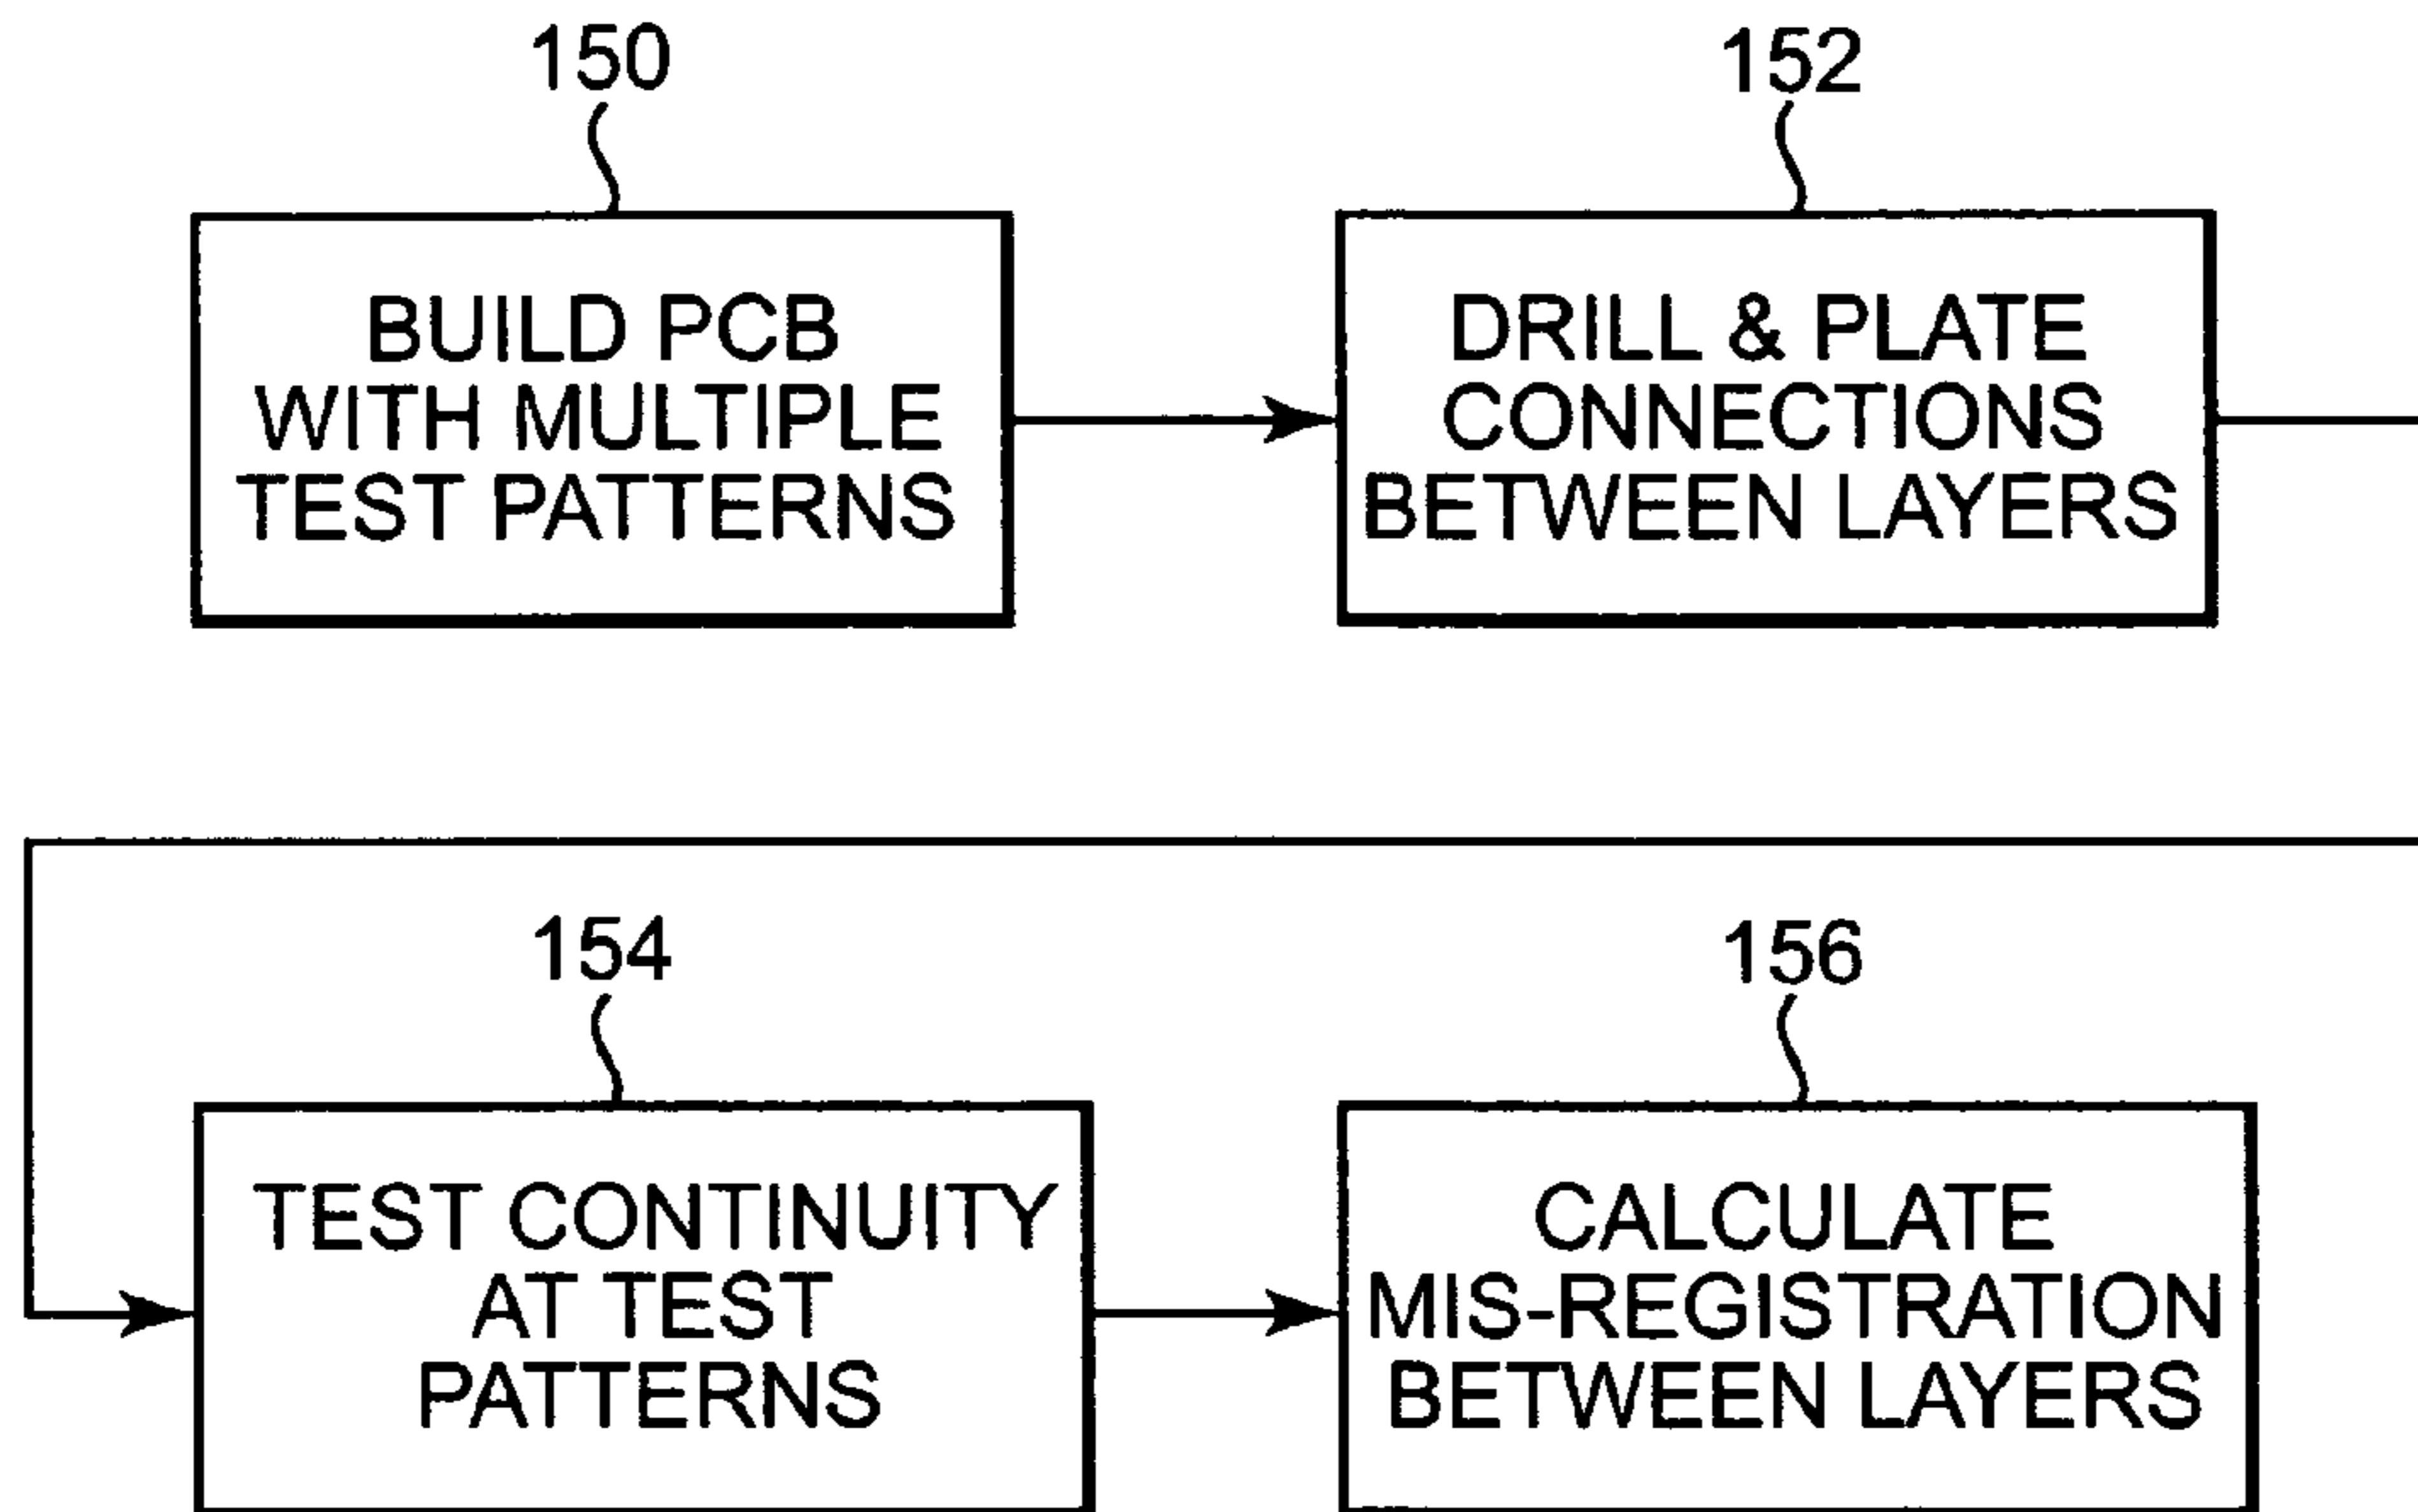 150
BUILD PCB
WITH MULTIPLE
TEST PATTERNS
152
DRILL & PLATE
CONNECTIONS
BETWEEN LAYERS
154
TEST CONTINUITY
AT TEST
PATTERNS
156
CALCULATE
MIS-REGISTRATION
BETWEEN LAYERS